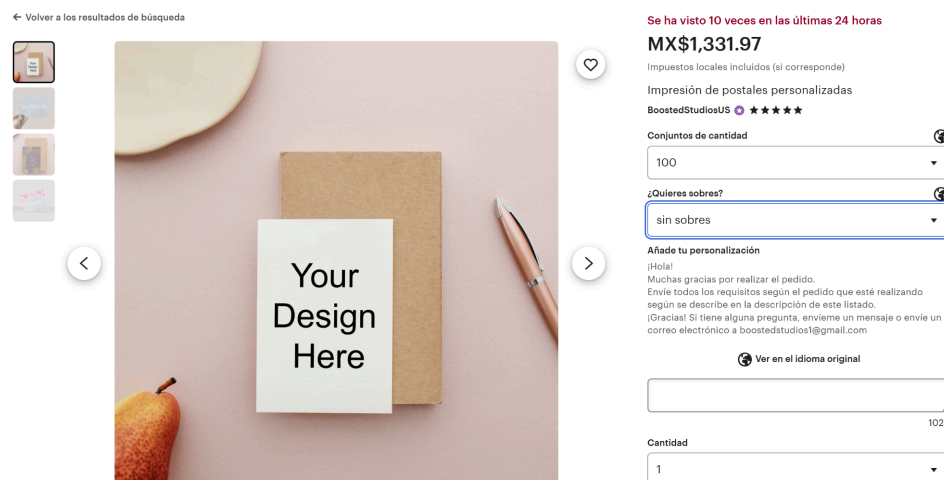 Volver a los resultados de búsqueda
Your
Design
Here
Se ha visto 10 veces en las últimas 24 horas
MX$1,331.97
Impuestos locales incluidos (si corresponde)
Impresión de postales personalizadas
BoostedStudiosUS
Conjuntos de cantidad
100
¿Quieres sobres?
sin sobres
Añade tu personalización
¡Hola!
Muchas gracias por realizar el pedido.
Envíe todos los requisitos según el pedido que esté realizando
según se describe en la descripción de este listado.
¡Gracias! Si tiene alguna pregunta, envíeme un mensaje o envíe un
correo electrónico a boostedstudios1@gmail.com
Ver en el idioma original
102
Cantidad
1